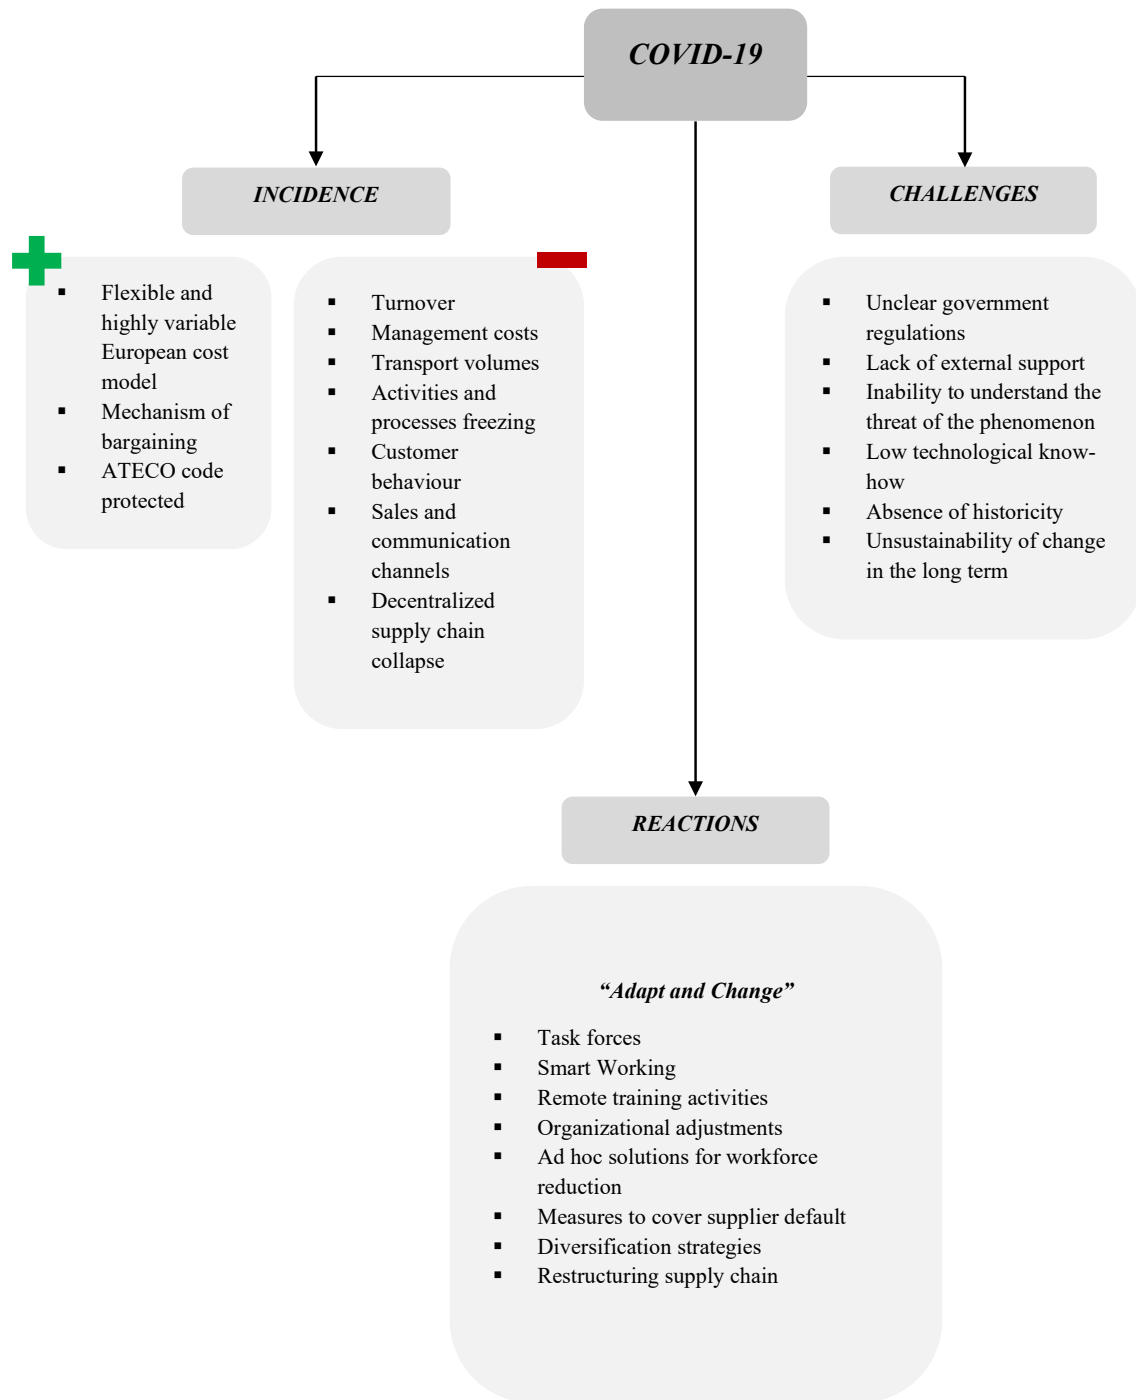 COVID-19
INCIDENCE
CHALLENGES
▪ Flexible and
highly variable
European cost
model
▪ Mechanism of
bargaining
▪ ATECO code
protected
▪ Turnover
▪ Management costs
▪ Transport volumes
▪ Activities and
processes freezing
▪ Customer
behaviour
▪ Sales and
communication
channels
▪ Decentralized
supply chain
collapse
▪ Unclear government
regulations
▪ Lack of external support
▪ Inability to understand the
threat of the phenomenon
▪ Low technological know-
how
▪ Absence of historicity
▪ Unsustainability of change
in the long term
REACTIONS
“Adapt and Change”
▪ Task forces
▪ Smart Working
▪ Remote training activities
▪ Organizational adjustments
▪ Ad hoc solutions for workforce
reduction
▪ Measures to cover supplier default
▪ Diversification strategies
▪ Restructuring supply chain